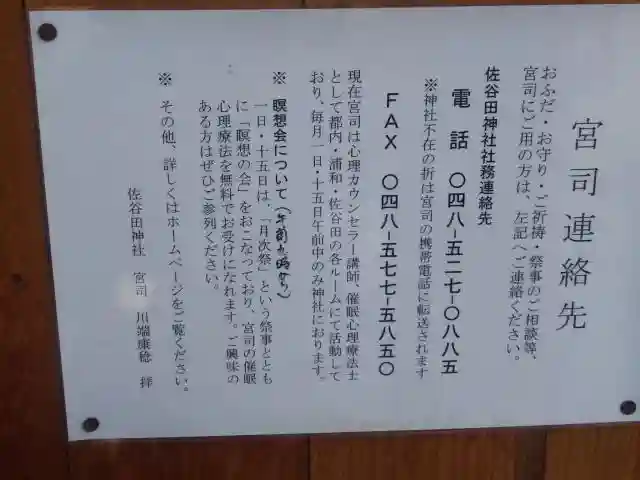 宮司連絡先
おふだ・お守り・ご祈祷・祭事のご相談等、
宮司にご用の方は、左記へご連絡ください。
佐谷田神社社務連絡先
電話 〇四八-五二七-〇八八五
※神社不在の折は宮司の携帯電話に転送されます
FAX 〇四八-五七七-五八五〇
現在宮司は心理カウンセラー講師、催眠心理療法士
として都内・浦和・佐谷田の各ルームにて活動して
おり、毎月一日・十五日午前中のみ神社におります。
※ 瞑想会について(午前九時から)
一日・十五日は、「月次祭」という祭事ととも
に「瞑想の会」をおこなっており、宮司の催眠
心理療法を無料でお受けになれます。ご興味の
ある方はぜひご参列ください。
※ その他、詳しくはホームページをご覧ください。
佐谷田神社 宮司 川端康稔 拝